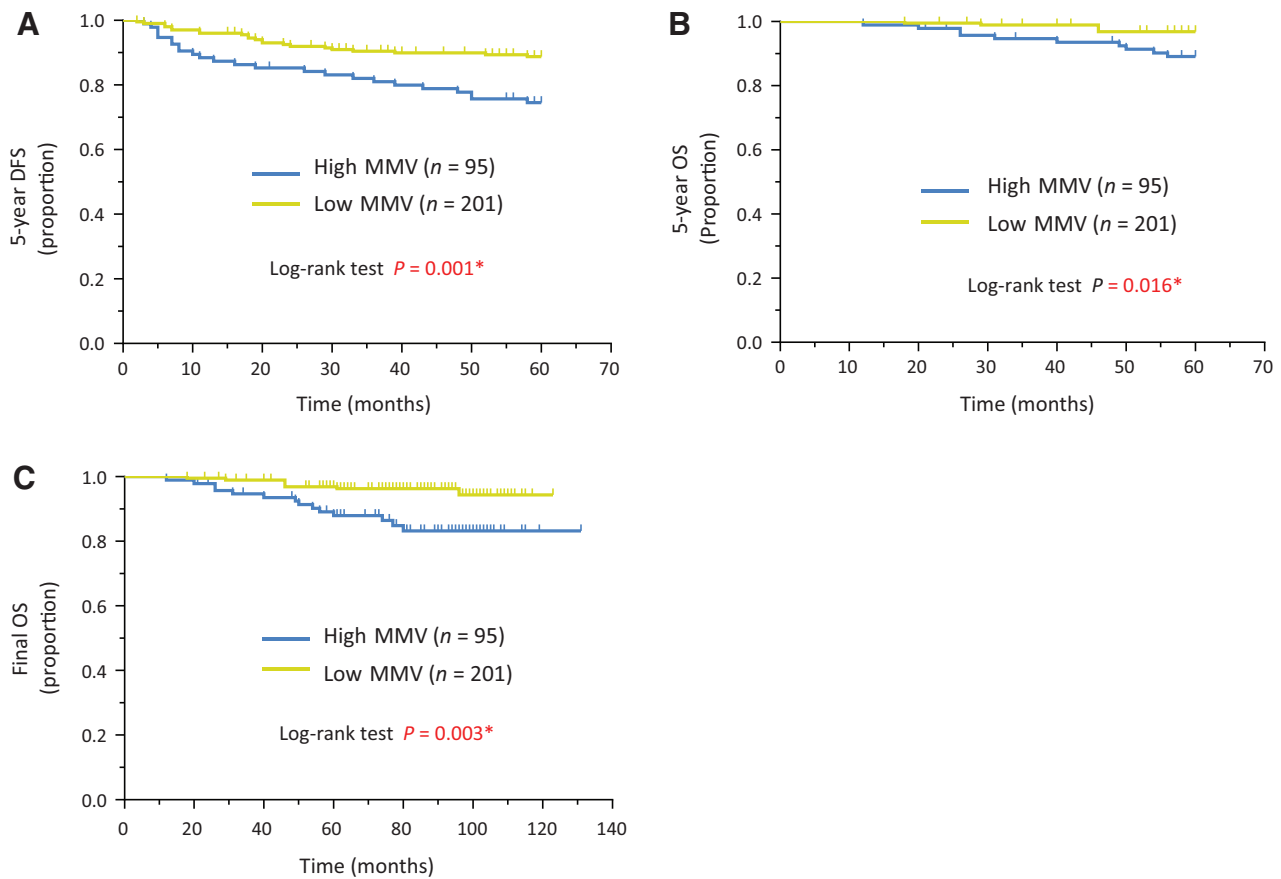 A
1.0
0.8
0.6
0.4
0.2
0.0
5-year DFS
(proportion)
High MMV (n = 95)
Low MMV (n = 201)
Log-rank test P = 0.001*
0 10 20 30 40 50 60 70
Time (months)
B
1.0
0.8
0.6
0.4
0.2
0.0
5-year OS
(Proportion)
High MMV (n = 95)
Low MMV (n = 201)
Log-rank test P = 0.016*
0 10 20 30 40 50 60 70
Time (months)
C
1.0
0.8
0.6
0.4
0.2
0.0
Final OS
(proportion)
High MMV (n = 95)
Low MMV (n = 201)
Log-rank test P = 0.003*
0 20 40 60 80 100 120 140
Time (months)